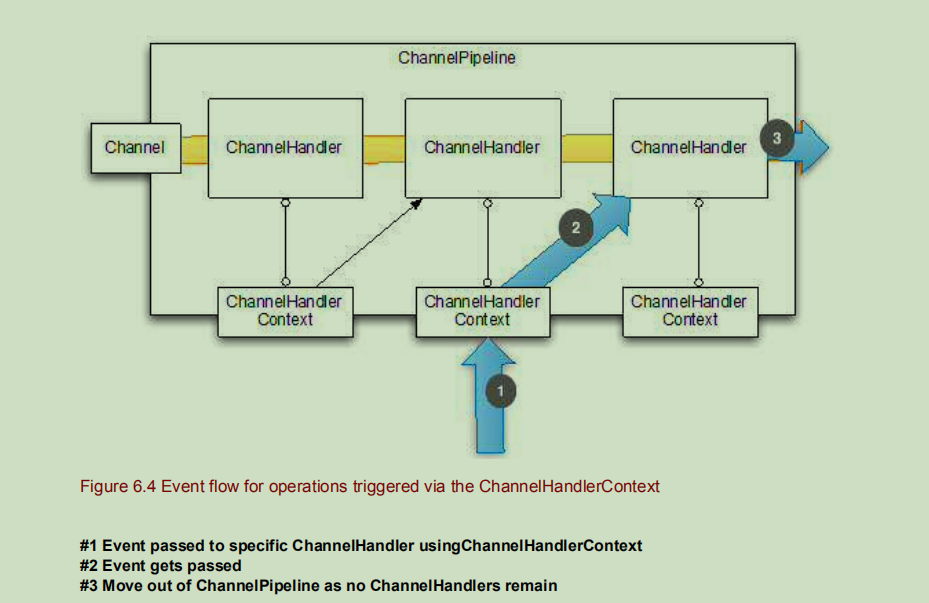 ChannelPipeline
Channel
ChannelHandler
ChannelHandler
ChannelHandler
3
2
ChannelHandler
Context
ChannelHandler
Context
ChannelHandler
Context
1
Figure 6.4 Event flow for operations triggered via the ChannelHandlerContext
#1 Event passed to specific ChannelHandler usingChannelHandlerContext
#2 Event gets passed
#3 Move out of ChannelPipeline as no ChannelHandlers remain